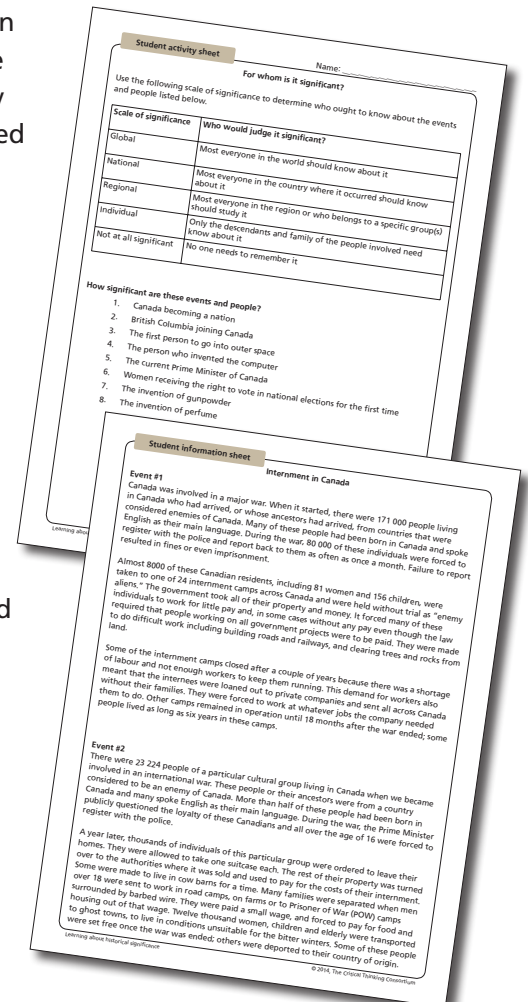 n
e
y
ed
d
Student activity sheet
Name:
For whom is it significant?
Use the following scale of significance to determine who ought to know about the events
and people listed below.
Scale of significance
Who would judge it significant?
Global
Most everyone in the world should know about it
National
Most everyone in the country where it occurred should know
about it
Regional
Most everyone in the region or who belongs to a specific group(s)
should study it
Individual
Only the descendants and family of the people involved need
know about it
Not at all significant
No one needs to remember it
How significant are these events and people?
1. Canada becoming a nation
2. British Columbia joining Canada
3. The first person to go into outer space
4. The person who invented the computer
5. The current Prime Minister of Canada
6. Women receiving the right to vote in national elections for the first time
7. The invention of gunpowder
8. The invention of perfume
Learning abou
Student information sheet
Internment in Canada
Event #1
Canada was involved in a major war. When it started, there were 171 000 people living
in Canada who had arrived, or whose ancestors had arrived, from countries that were
considered enemies of Canada. Many of these people had been born in Canada and spoke
English as their main language. During the war, 80 000 of these individuals were forced to
register with the police and report back to them as often as once a month. Failure to report
resulted in fines or even imprisonment.
Almost 8000 of these Canadian residents, including 81 women and 156 children, were
taken to one of 24 internment camps across Canada and were held without trial as "enemy
aliens." The government took all of their property and money. It forced many of these
individuals to work for little pay and, in some cases without any pay even though the law
required that people working on all government projects were to be paid. They were made
to do difficult work including building roads and railways, and clearing trees and rocks from
land.
Some of the internment camps closed after a couple of years because there was a shortage
of labour and not enough workers to keep them running. This demand for workers also
meant that the internees were loaned out to private companies and sent all across Canada
without their families. They were forced to work at whatever jobs the company needed
them to do. Other camps remained in operation until 18 months after the war ended; some
people lived as long as six years in these camps.
Event #2
There were 23 224 people of a particular cultural group living in Canada when we became
involved in an international war. These people or their ancestors were from a country
considered to be an enemy of Canada. More than half of these people had been born in
Canada and many spoke English as their main language. During the war, the Prime Minister
publicly questioned the loyalty of these Canadians and all over the age of 16 were forced to
register with the police.
A year later, thousands of individuals of this particular group were ordered to leave their
homes. They were allowed to take one suitcase each. The rest of their property was turned
over to the authorities where it was sold and used to pay for the costs of their internment.
Some were made to live in cow barns for a time. Many families were separated when men
over 18 were sent to work in road camps, on farms or to Prisoner of War (POW) camps
surrounded by barbed wire. They were paid a small wage, and forced to pay for food and
housing out of that wage. Twelve thousand women, children and elderly were transported
to ghost towns, to live in conditions unsuitable for the bitter winters. Some of these people
were set free once the war was ended; others were deported to their country of origin.
Learning about historical significance
© 2014, The Critical Thinking Consortium